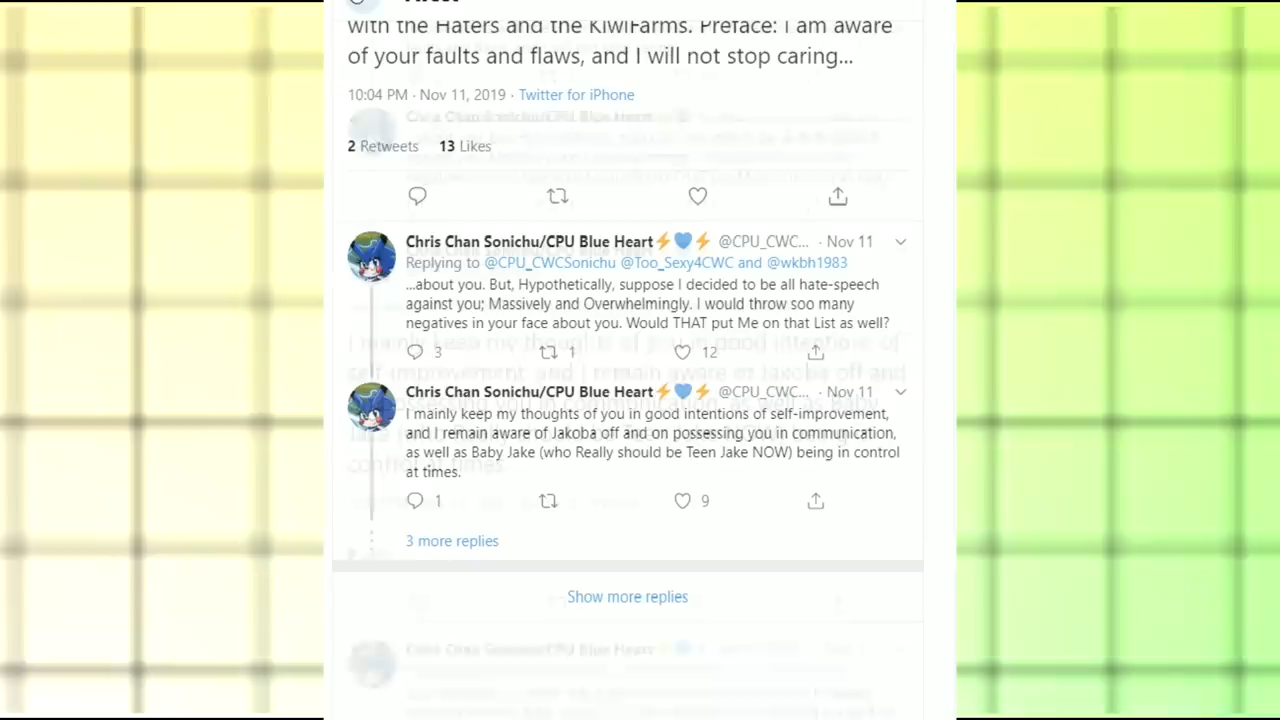 with the Haters and the KiwiFarms. Preface: I am aware
of your faults and flaws, and I will not stop caring...
10:04 PM · Nov 11, 2019 · Twitter for iPhone
2 Retweets 13 Likes
Chris Chan Sonichu/CPU Blue Heart⚡💙⚡ @CPU_CWC... · Nov 11
Replying to @CPU_CWCSonichu @Too_Sexy4CWC and @wkbh1983
...about you. But, Hypothetically, suppose I decided to be all hate-speech
against you; Massively and Overwhelmingly. I would throw soo many
negatives in your face about you. Would THAT put Me on that List as well?
3 1 12
Chris Chan Sonichu/CPU Blue Heart⚡💙⚡ @CPU_CWC... · Nov 11
I mainly keep my thoughts of you in good intentions of self-improvement,
and I remain aware of Jakoba off and on possessing you in communication,
as well as Baby Jake (who Really should be Teen Jake NOW) being in control
at times.
1 9
3 more replies
Show more replies